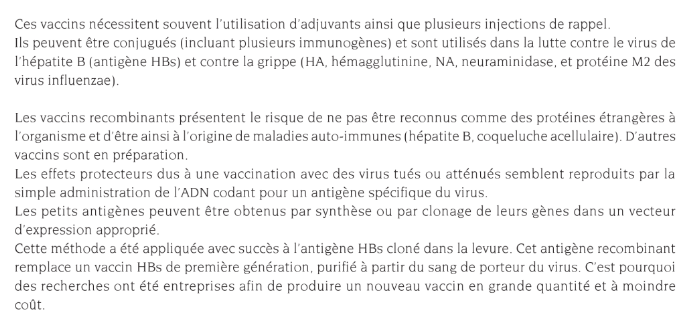 Ces vaccins nécessitent souvent l'utilisation d'adjuvants ainsi que plusieurs injections de rappel.
Ils peuvent être conjugués (incluant plusieurs immunogènes) et sont utilisés dans la lutte contre le virus de
l'hépatite B (antigène HBs) et contre la grippe (HA, hémagglutinine, NA, neuraminidase, et protéine M2 des
virus influenzae).
Les vaccins recombinants présentent le risque de ne pas être reconnus comme des protéines étrangères à
l'organisme et d'être ainsi à l'origine de maladies auto-immunes (hépatite B, coqueluche acellulaire). D'autres
vaccins sont en préparation.
Les effets protecteurs dus à une vaccination avec des virus tués ou atténués semblent reproduits par la
simple administration de l'ADN codant pour un antigène spécifique du virus.
Les petits antigènes peuvent être obtenus par synthèse ou par clonage de leurs gènes dans un vecteur
d'expression approprié.
Cette méthode a été appliquée avec succès à l'antigène HBs cloné dans la levure. Cet antigène recombinant
remplace un vaccin HBs de première génération, purifié à partir du sang de porteur du virus. C'est pourquoi
des recherches ont été entreprises afin de produire un nouveau vaccin en grande quantité et à moindre
coût.